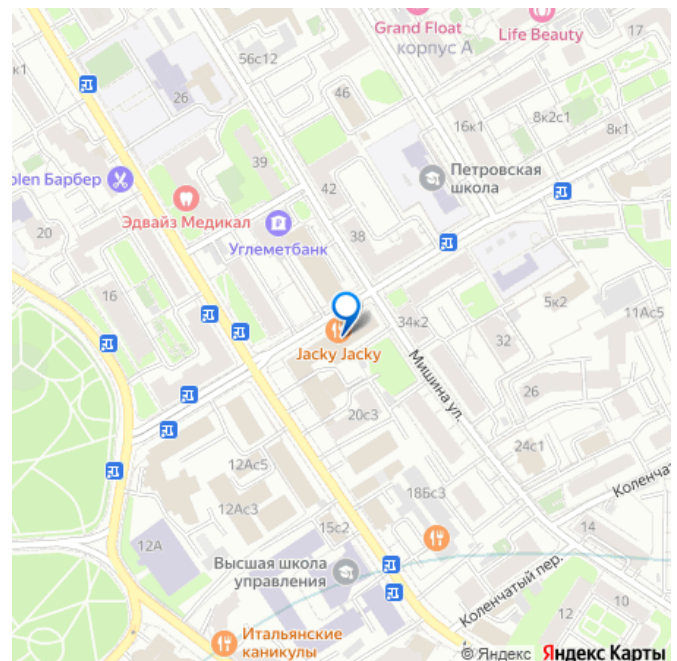 Grand Float
корпус А
Life Beauty
17
к1
56с12
26
46
8к2с1
16к1
8к1
39
olen Барбер
Петровская
школа
42
Эдвайз Медикал
20
38
Углеметбанк
16
5к2
11Ас5
34к2
32
Jacky Jacky
Мишина ул.
26
20с3
24с1
12Ас5
Коленча
18Бс3
12Ас3
15с2
14
12А
Высшая школа
управления
Коленчатый пер.
12
10
Итальянские
каникулы
© Яндекс Яндекс Карты